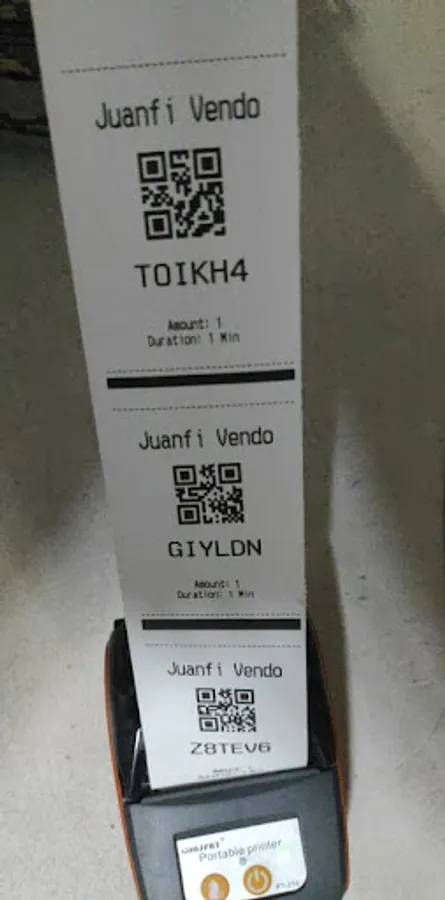 Juanfi Vendo
TOIKH4
Amount: 1
Duration: 1 Min
Juanfi Vendo
GIYLDN
Amount: 1
Duration: 1 Min
Juanfi Vendo
Z8TEV6
Portable printer